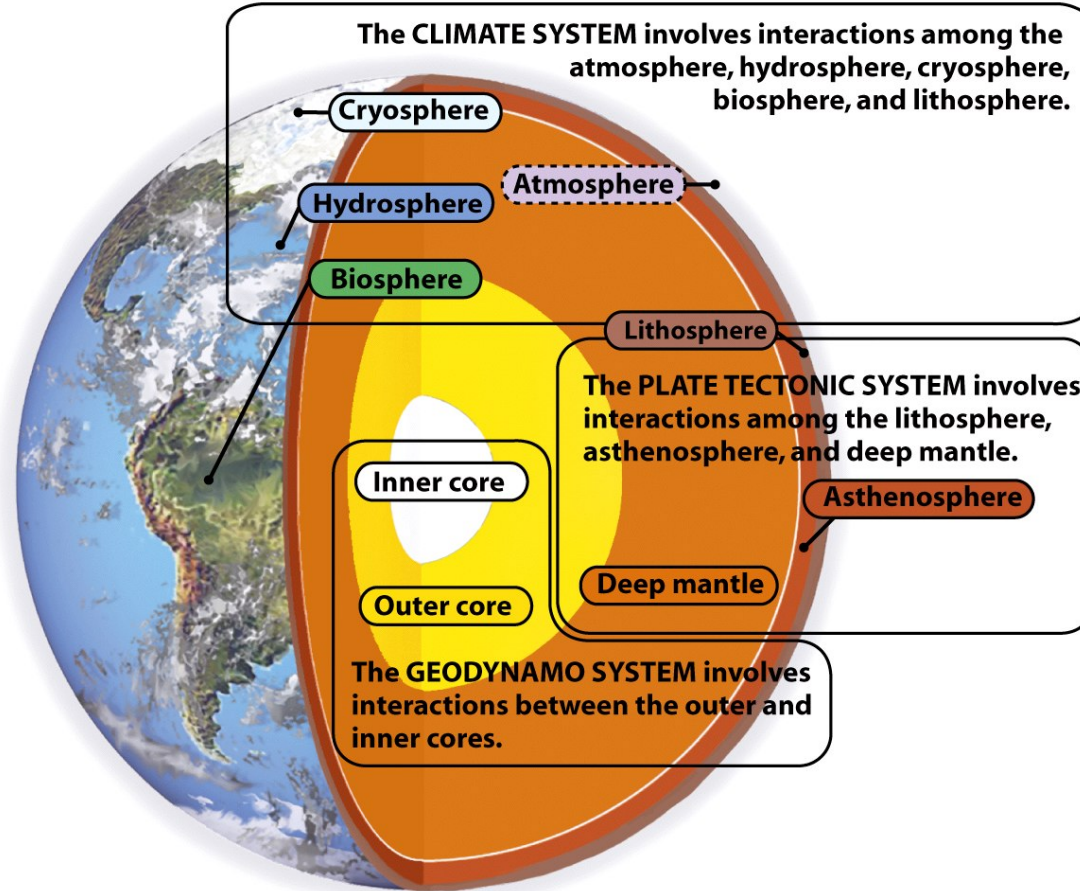 The CLIMATE SYSTEM involves interactions among the
atmosphere, hydrosphere, cryosphere,
biosphere, and lithosphere.
Cryosphere
Atmosphere
Hydrosphere
Biosphere
Lithosphere
The PLATE TECTONIC SYSTEM involves
interactions among the lithosphere,
asthenosphere, and deep mantle.
Inner core
Asthenosphere
Deep mantle
Outer core
The GEODYNAMO SYSTEM involves
interactions between the outer and
inner cores.